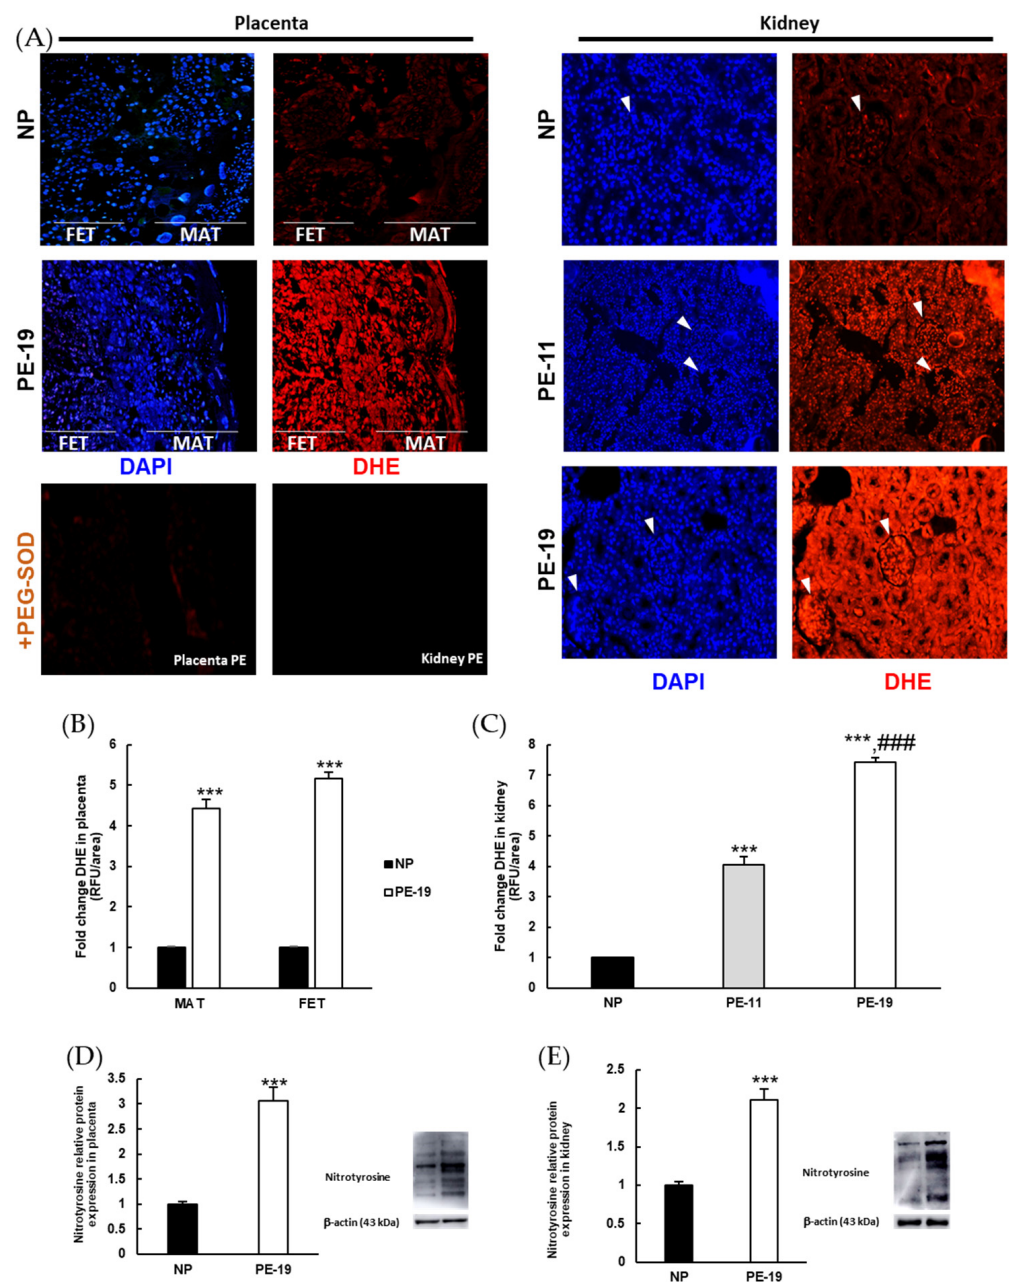 (A)
Placenta
Kidney
NP
FET
MAT
FET
MAT
NP
PE-19
FET
MAT
FET
MAT
DAPI
DHE
PE-11
+PEG-SOD
Placenta PE
Kidney PE
PE-19
DAPI
DHE
(B)
Fold change DHE in placenta
(RFU/area)
6
5
4
3
2
1
0
***
***
MAT
FET
NP
PE-19
(C)
Fold change DHE in kidney
(RFU/area)
8
7
6
5
4
3
2
1
0
***
***,###
NP
PE-11
PE-19
(D)
Nitrotyrosine relative protein
expression in placenta
3.5
3
2.5
2
1.5
1
0.5
0
***
NP
PE-19
Nitrotyrosine
β-actin (43 kDa)
(E)
Nitrotyrosine relative protein
expression in kidney
2.5
2
1.5
1
0.5
0
***
NP
PE-19
Nitrotyrosine
β-actin (43 kDa)